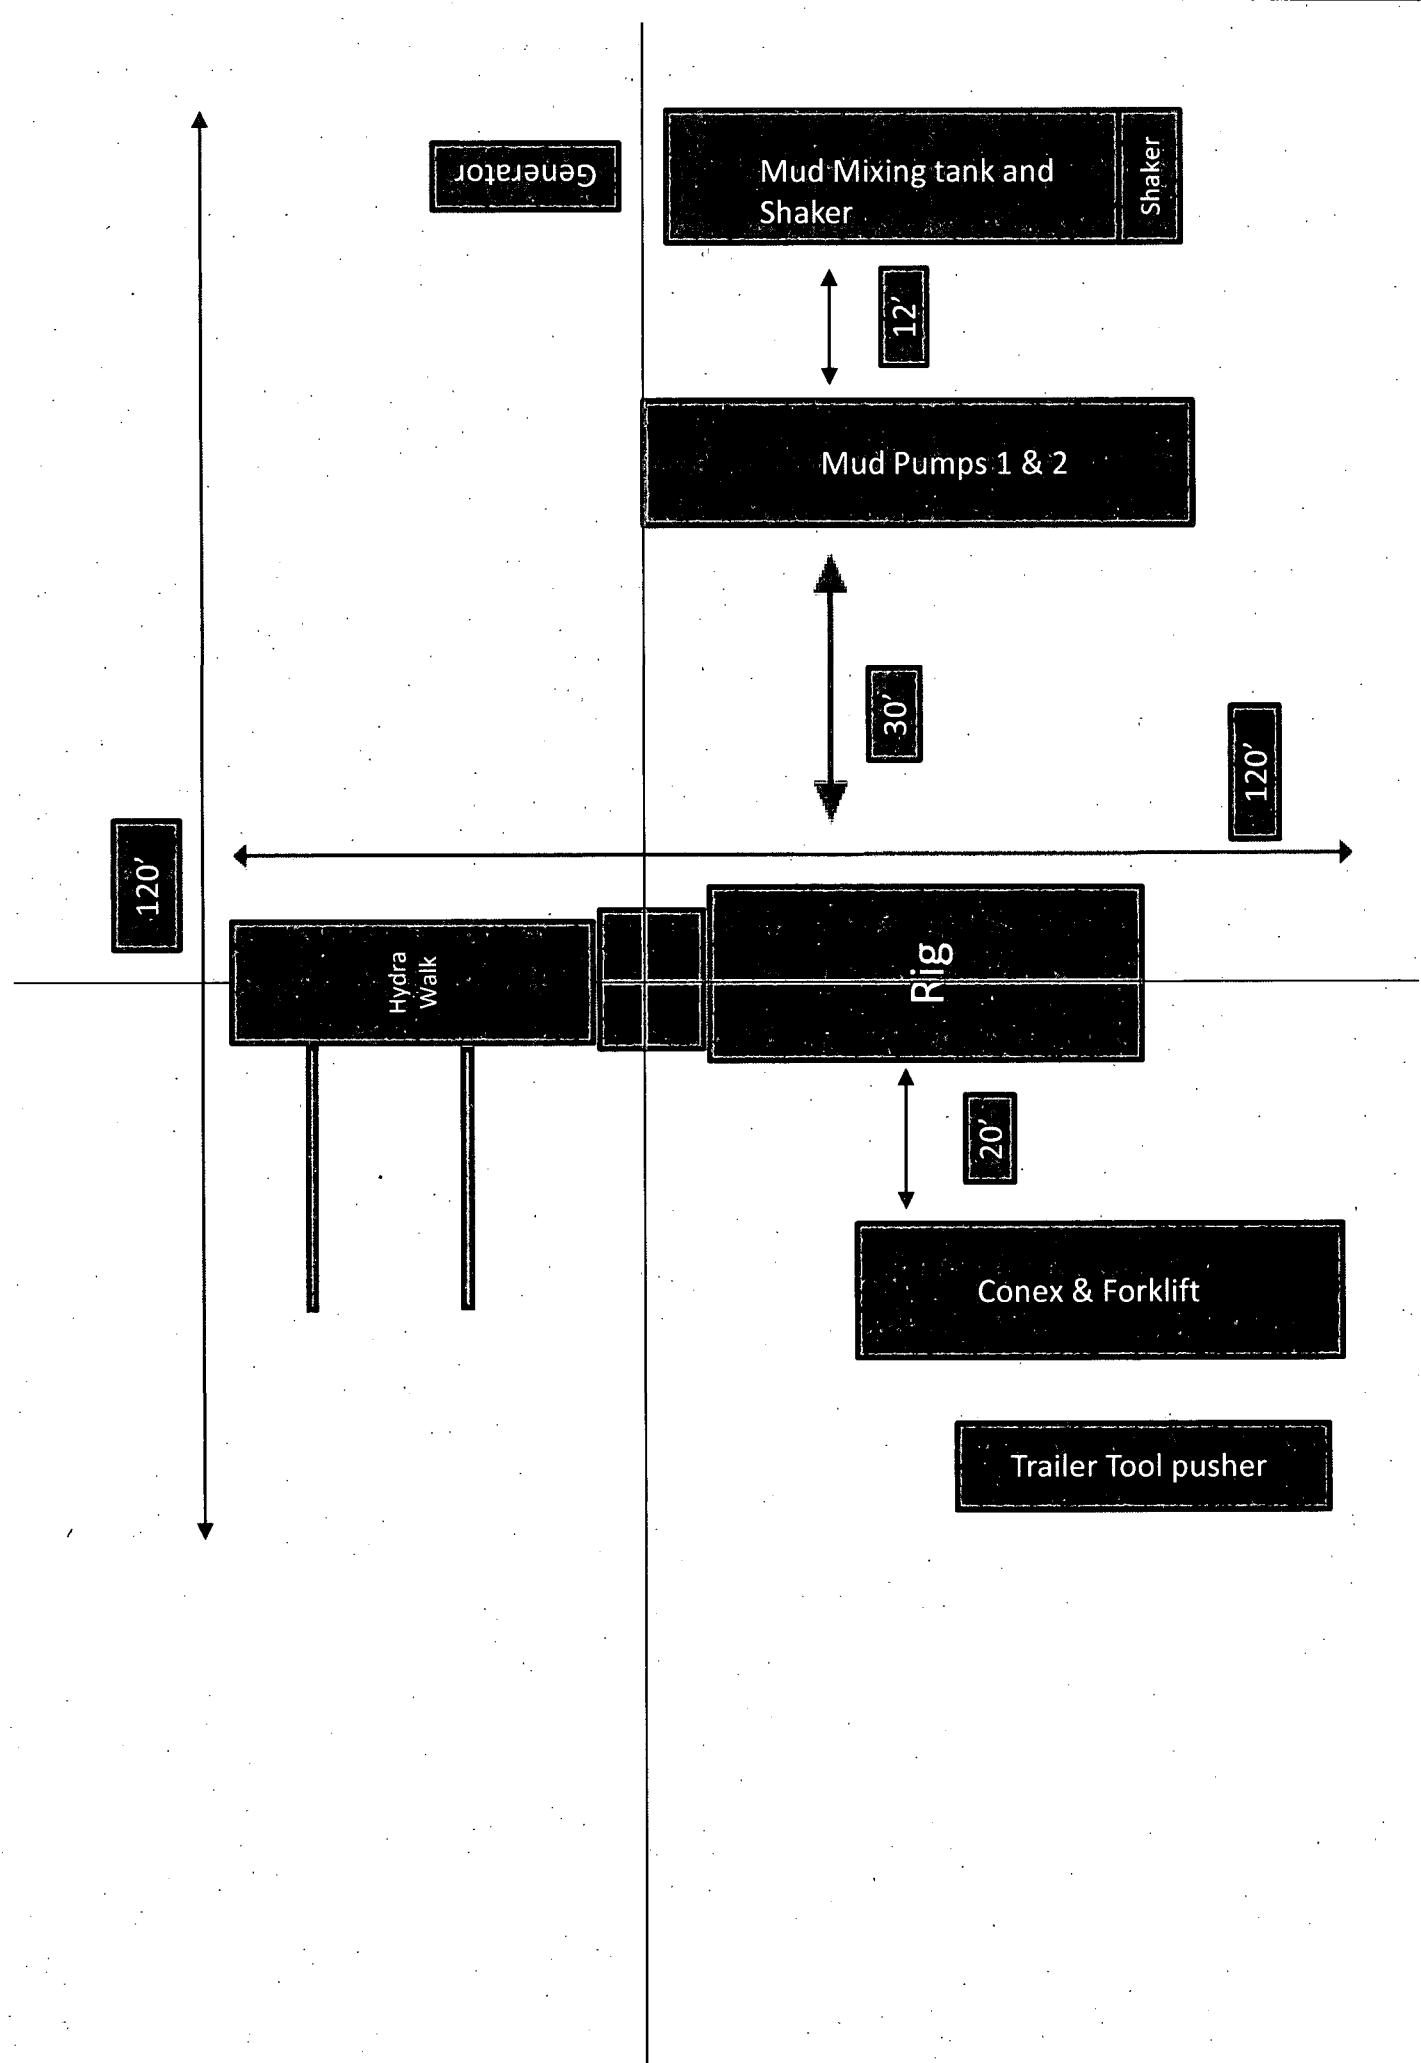 Generator
Mud Mixing tank and
Shaker
Shaker
12’
Mud Pumps 1 & 2
30’
120’
120’
Hydra
Walk
Rig
20’
Conex & Forklift
Trailer Tool pusher